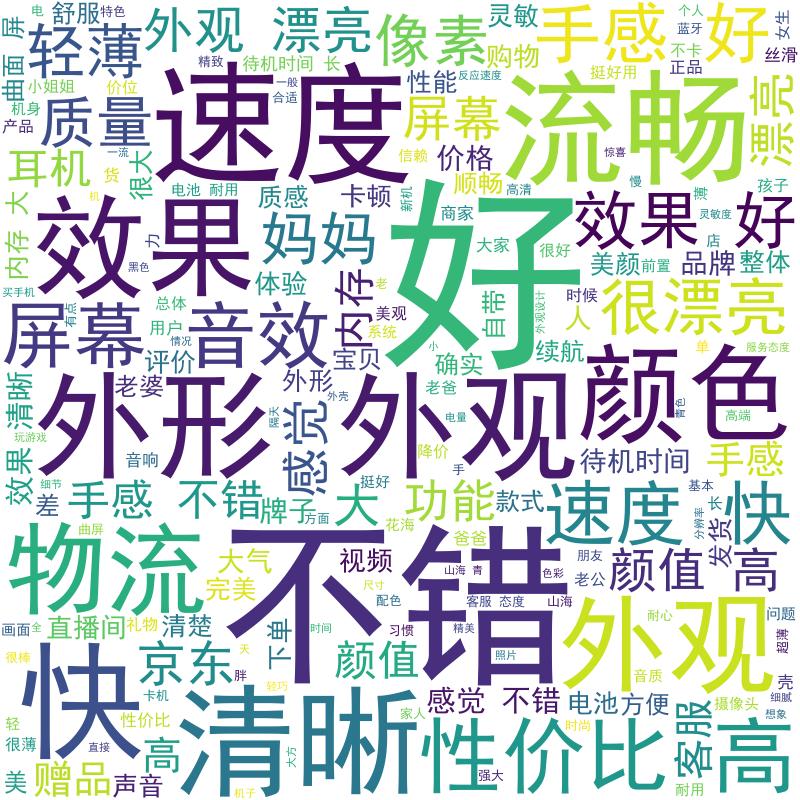 电
屏
舒服
特色
外观
漂亮
像素
灵敏
手感
好
个人
蓝牙
女生
曲面
轻薄
精致
待机时间
长
购物
不卡
丝滑
小姐姐
一般
反应速度
挺好用
正品
机身
价位
质量
速度
合适
性能
屏幕
流畅
漂亮
产品
一流
信赖
价格
惊喜
耳机
货
很大
电池
耐用
质感
卡顿
顺畅
高清
慢
孩子
大
机
新机
商家
灵敏度
内存
效果
力
妈妈
好
大家
很好
效果
店
好
黑色
体验
内存
老
自带
外观设计
美颜
前置
品牌
整体
买手机
有点
总体
美观
时候
很漂亮
屏幕
用户
音效
系统
人
情况
小
单
服务态度
评价
宝贝
确实
续航
清晰
老婆
外形
外壳
老爸
颜色
外形
感觉
隔天
外观
电量
青色
高端
玩游戏
音响
降价
待机时间
手感
效果
细节
手
差
手感
不错
牌子
方面
大
挺好
功能
款式
速度
基本
分辨率
长
快
花海
发货
曲屏
爸爸
物流
大气
视频
不错
山海
青
色彩
朋友
颜值
高
完美
尺寸
配色
客服
态度
山海
老公
画面
全
直播间
礼物
清楚
下单
时间
习惯
精美
外观
耐心
问题
超薄
很棒
快
京东
天
颜值
照片
音质
胖
轻巧
壳
卡机
感觉
不错
电池
方便
摄像头
细腻
轻
性价比
清晰
家人
时尚
客服
想象
很薄
直接
高
大方
性价比
高
美
赠品
声音
机子
强大
耐用